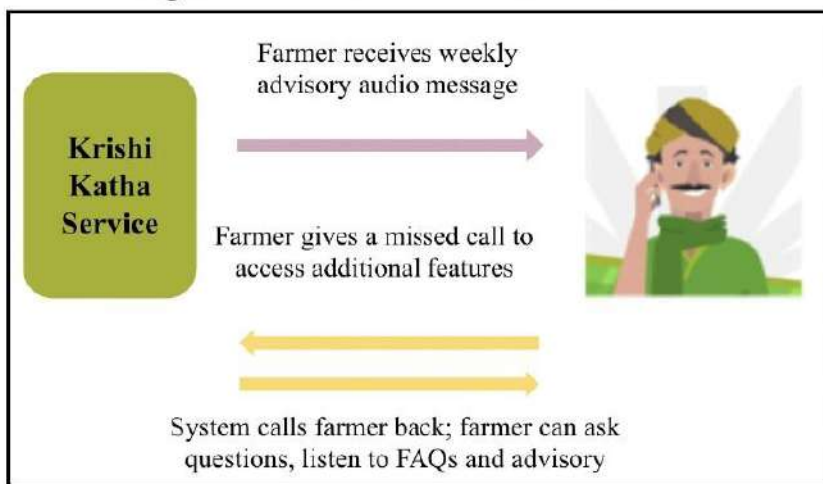 Farmer receives weekly
advisory audio message
Krishi
Katha
Service
Farmer gives a missed call to
access additional features
System calls farmer back; farmer can ask
questions, listen to FAQs and advisory